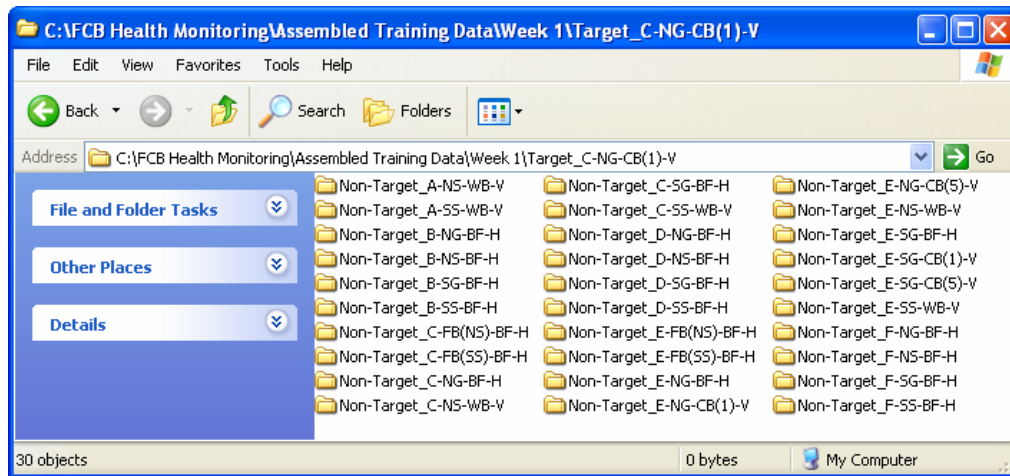 C:\FCB Health Monitoring\Assembled Training Data\Week 1\Target_C-NG-CB(1)-V
File Edit View Favorites Tools Help
Back Search Folders
Address C:\FCB Health Monitoring\Assembled Training Data\Week 1\Target_C-NG-CB(1)-V Go
File and Folder Tasks
Other Places
Details
Non-Target_A-NS-WB-V
Non-Target_A-SS-WB-V
Non-Target_B-NG-BF-H
Non-Target_B-NS-BF-H
Non-Target_B-SG-BF-H
Non-Target_B-SS-BF-H
Non-Target_C-FB(NS)-BF-H
Non-Target_C-FB(SS)-BF-H
Non-Target_C-NG-BF-H
Non-Target_C-NS-WB-V
Non-Target_C-SG-BF-H
Non-Target_C-SS-WB-V
Non-Target_D-NG-BF-H
Non-Target_D-NS-BF-H
Non-Target_D-SG-BF-H
Non-Target_D-SS-BF-H
Non-Target_E-FB(NS)-BF-H
Non-Target_E-FB(SS)-BF-H
Non-Target_E-NG-BF-H
Non-Target_E-NG-CB(1)-V
Non-Target_E-NG-CB(5)-V
Non-Target_E-NS-WB-V
Non-Target_E-SG-BF-H
Non-Target_E-SG-CB(1)-V
Non-Target_E-SG-CB(5)-V
Non-Target_E-SS-WB-V
Non-Target_F-NG-BF-H
Non-Target_F-NS-BF-H
Non-Target_F-SG-BF-H
Non-Target_F-SS-BF-H
30 objects 0 bytes My Computer